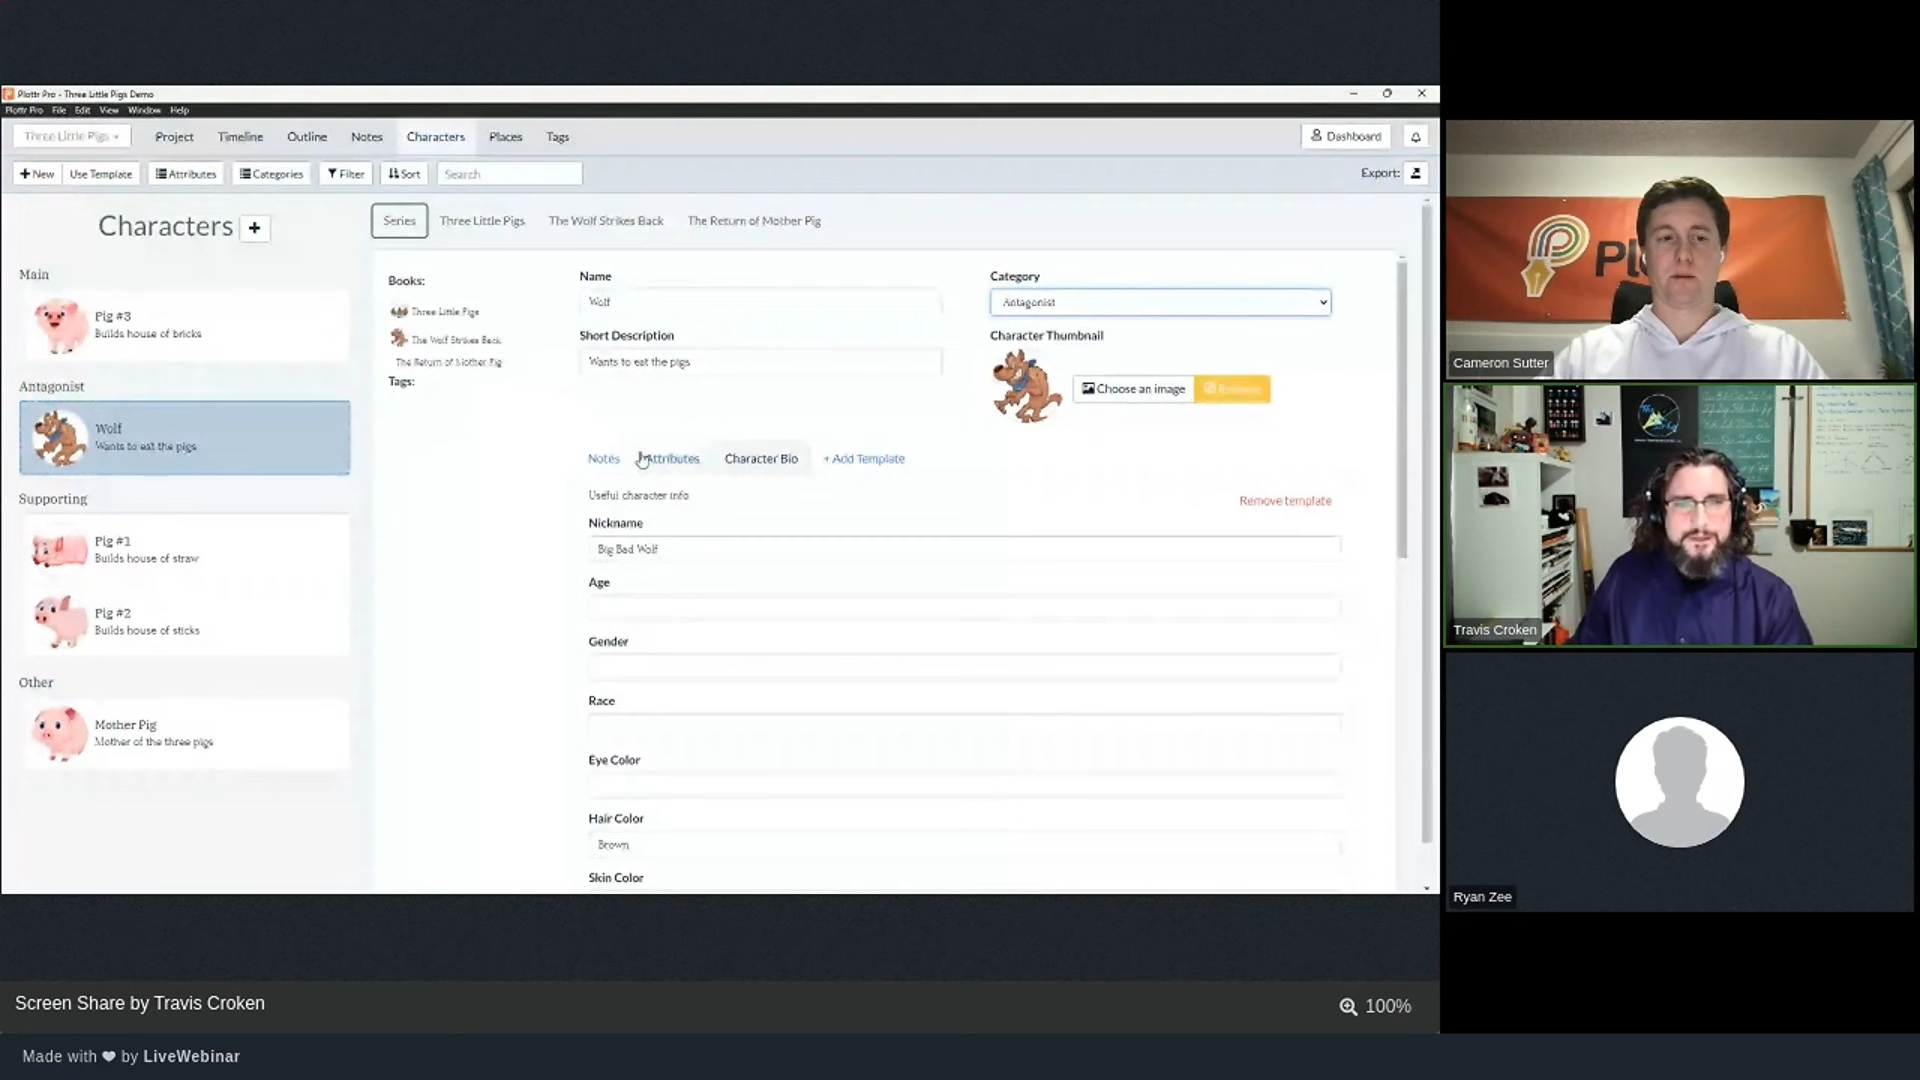 Plottr Pro - Three Little Pigs Demo
Plottr Pro File Edit View Window Help
Three Little Pigs Project Timeline Outline Notes Characters Places Tags Dashboard
New Use Template Attributes Categories Filter Sort Search Export:
Characters
Series Three Little Pigs The Wolf Strikes Back The Return of Mother Pig
Main
Pig #3
Builds house of bricks
Antagonist
Wolf
Wants to eat the pigs
Supporting
Pig #1
Builds house of straw
Pig #2
Builds house of sticks
Other
Mother Pig
Mother of the three pigs
Books:
Three Little Pigs
The Wolf Strikes Back
The Return of Mother Pig
Tags:
Name
Wolf
Short Description
Wants to eat the pigs
Category
Antagonist
Character Thumbnail
Choose an image Remove
Notes Attributes Character Bio + Add Template
Useful character info
Remove template
Nickname
Big Bad Wolf
Age
Gender
Race
Eye Color
Hair Color
Brown
Skin Color
Cameron Sutter
Travis Croken
Ryan Zee
Screen Share by Travis Croken
100%
Made with ❤ by LiveWebinar